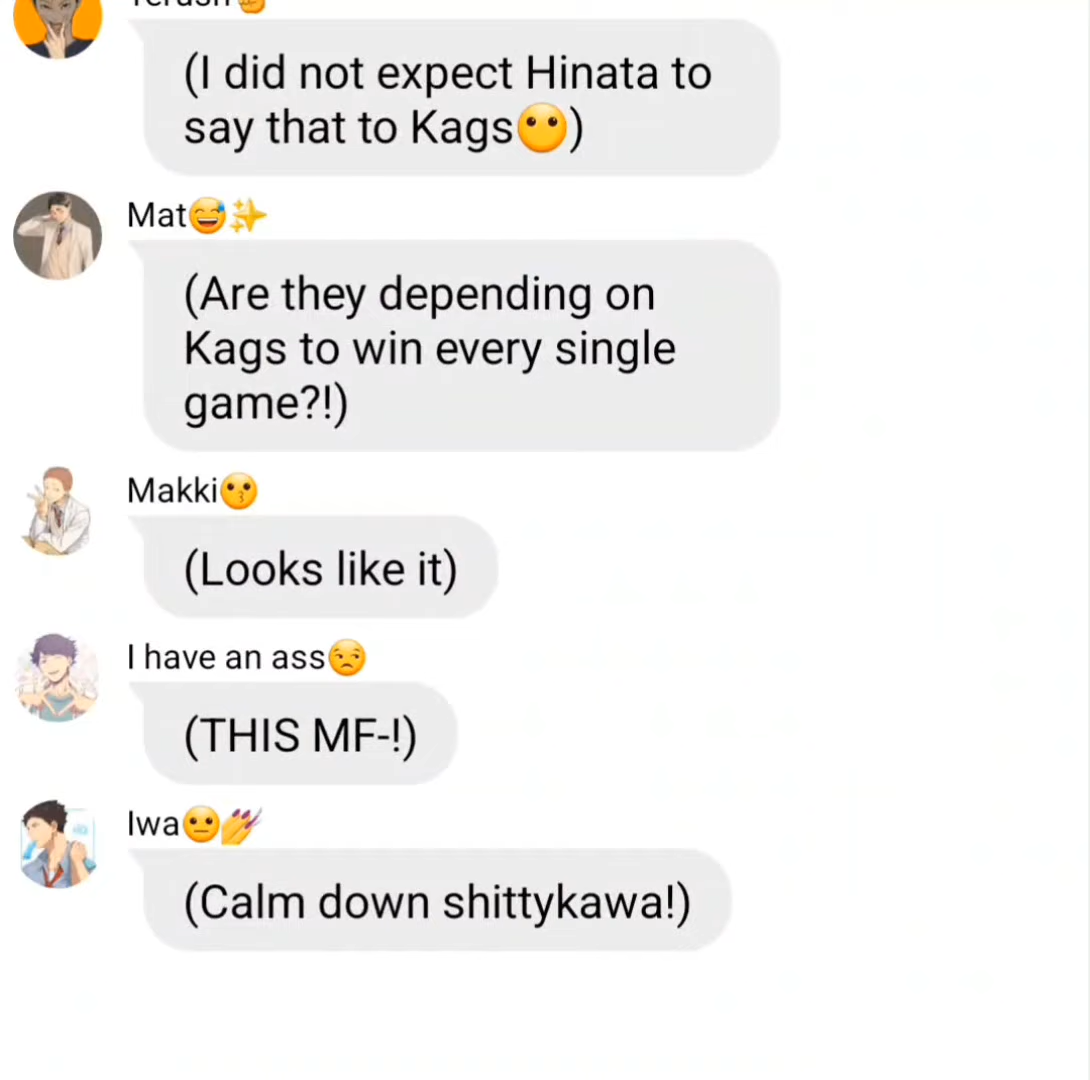 (I did not expect Hinata to
say that to Kags😶)
Mat😅✨
(Are they depending on
Kags to win every single
game?!)
Makki😗
(Looks like it)
I have an ass😒
(THIS MF-!)
Iwa😐💅
(Calm down shittykawa!)